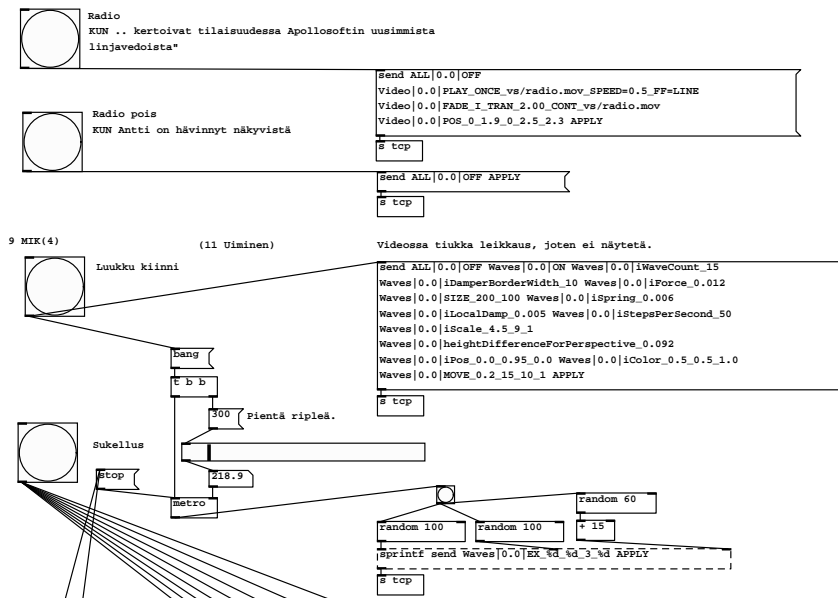 Radio
KUN .. kertoivat tilaisuudessa Apollosoftin uusimmista
linjavedoista"
send ALL|0.0|OFF
Video|0.0|PLAY_ONCE_vs/radio.mov_SPEED=0.5_FF=LINE
Video|0.0|FADE_I_TRAN_2.00_CONT_vs/radio.mov
Video|0.0|POS_0_1.9_0_2.5_2.3 APPLY
s tcp
Radio pois
KUN Antti on hävinnyt näkyvistä
send ALL|0.0|OFF APPLY
s tcp
9 MIK(4)
(11 Uiminen)
Videossa tiukka leikkaus, joten ei näytetä.
Luukku kiinni
send ALL|0.0|OFF Waves|0.0|ON Waves|0.0|iWaveCount_15
Waves|0.0|iDamperBorderWidth_10 Waves|0.0|iForce_0.012
Waves|0.0|SIZE_200_100 Waves|0.0|iSpring_0.006
Waves|0.0|iLocalDamp_0.005 Waves|0.0|iStepsPerSecond_50
Waves|0.0|iScale_4.5_9_1
Waves|0.0|heightDifferenceForPerspective_0.092
Waves|0.0|iPos_0.0_0.95_0.0 Waves|0.0|iColor_0.5_0.5_1.0
Waves|0.0|MOVE_0.2_15_10_1 APPLY
s tcp
bang
t b b
300
Pientä ripleä.
Sukellus
stop
218.9
metro
random 60
random 100
random 100
+ 15
sprintf send Waves|0.0|EX_%d_%d_3_%d APPLY
s tcp